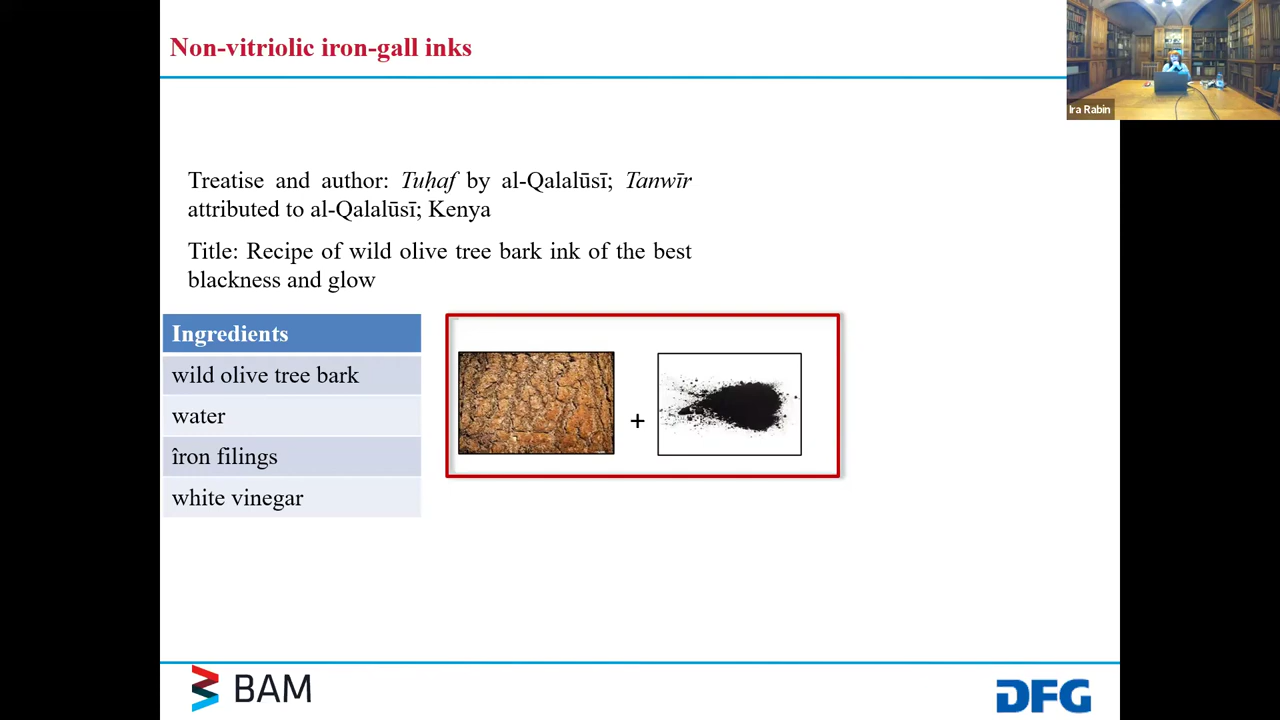 Non-vitriolic iron-gall inks
Ira Rabin
Treatise and author: Tuḥaf by al-Qalalūsī; Tanwīr
attributed to al-Qalalūsī; Kenya
Title: Recipe of wild olive tree bark ink of the best
blackness and glow
Ingredients
wild olive tree bark
water
îron filings
white vinegar
+
BAM
DFG